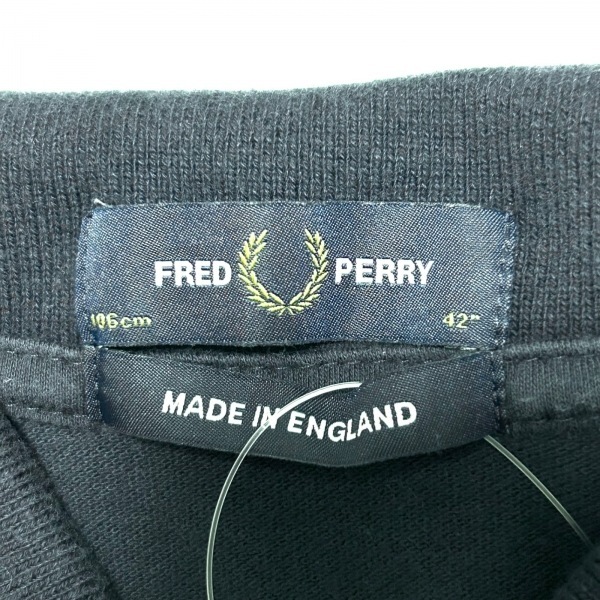 FRED PERRY
106cm 42"
MADE IN ENGLAND